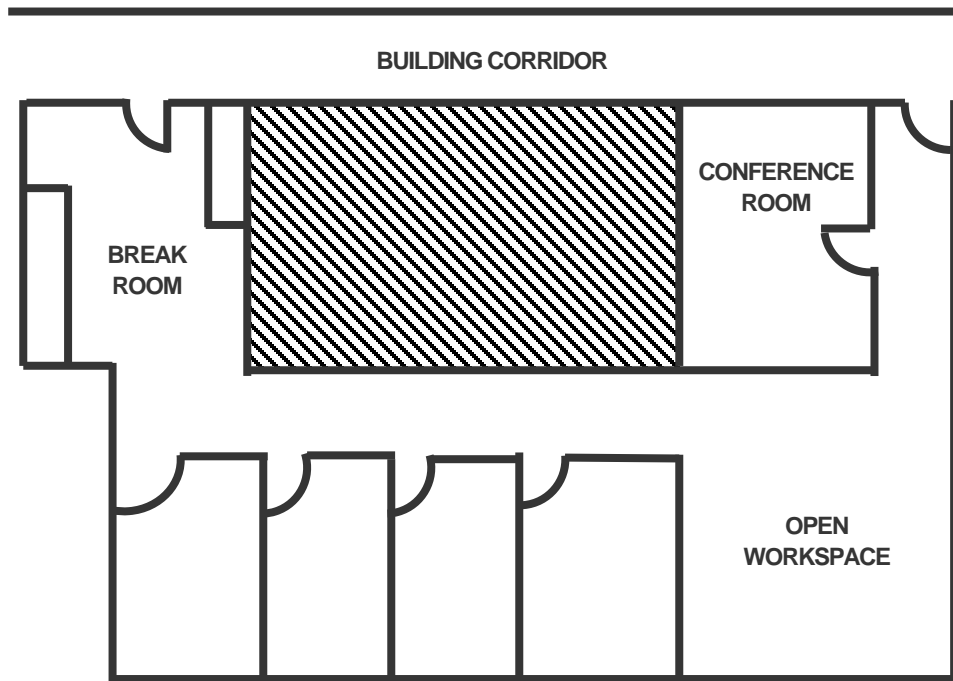 BUILDING CORRIDOR
CONFERENCE
ROOM
BREAK
ROOM
OPEN
WORKSPACE